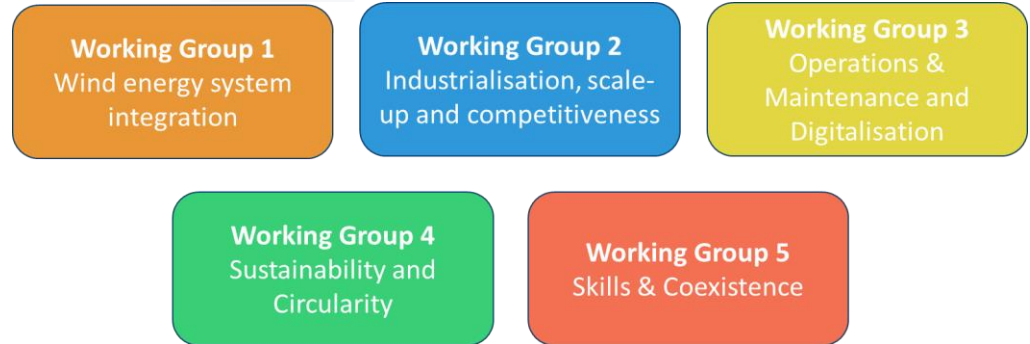 Working Group 1
Wind energy system
integration
Working Group 2
Industrialisation, scale-
up and competitiveness
Working Group 3
Operations &
Maintenance and
Digitalisation
Working Group 4
Sustainability and
Circularity
Working Group 5
Skills & Coexistence